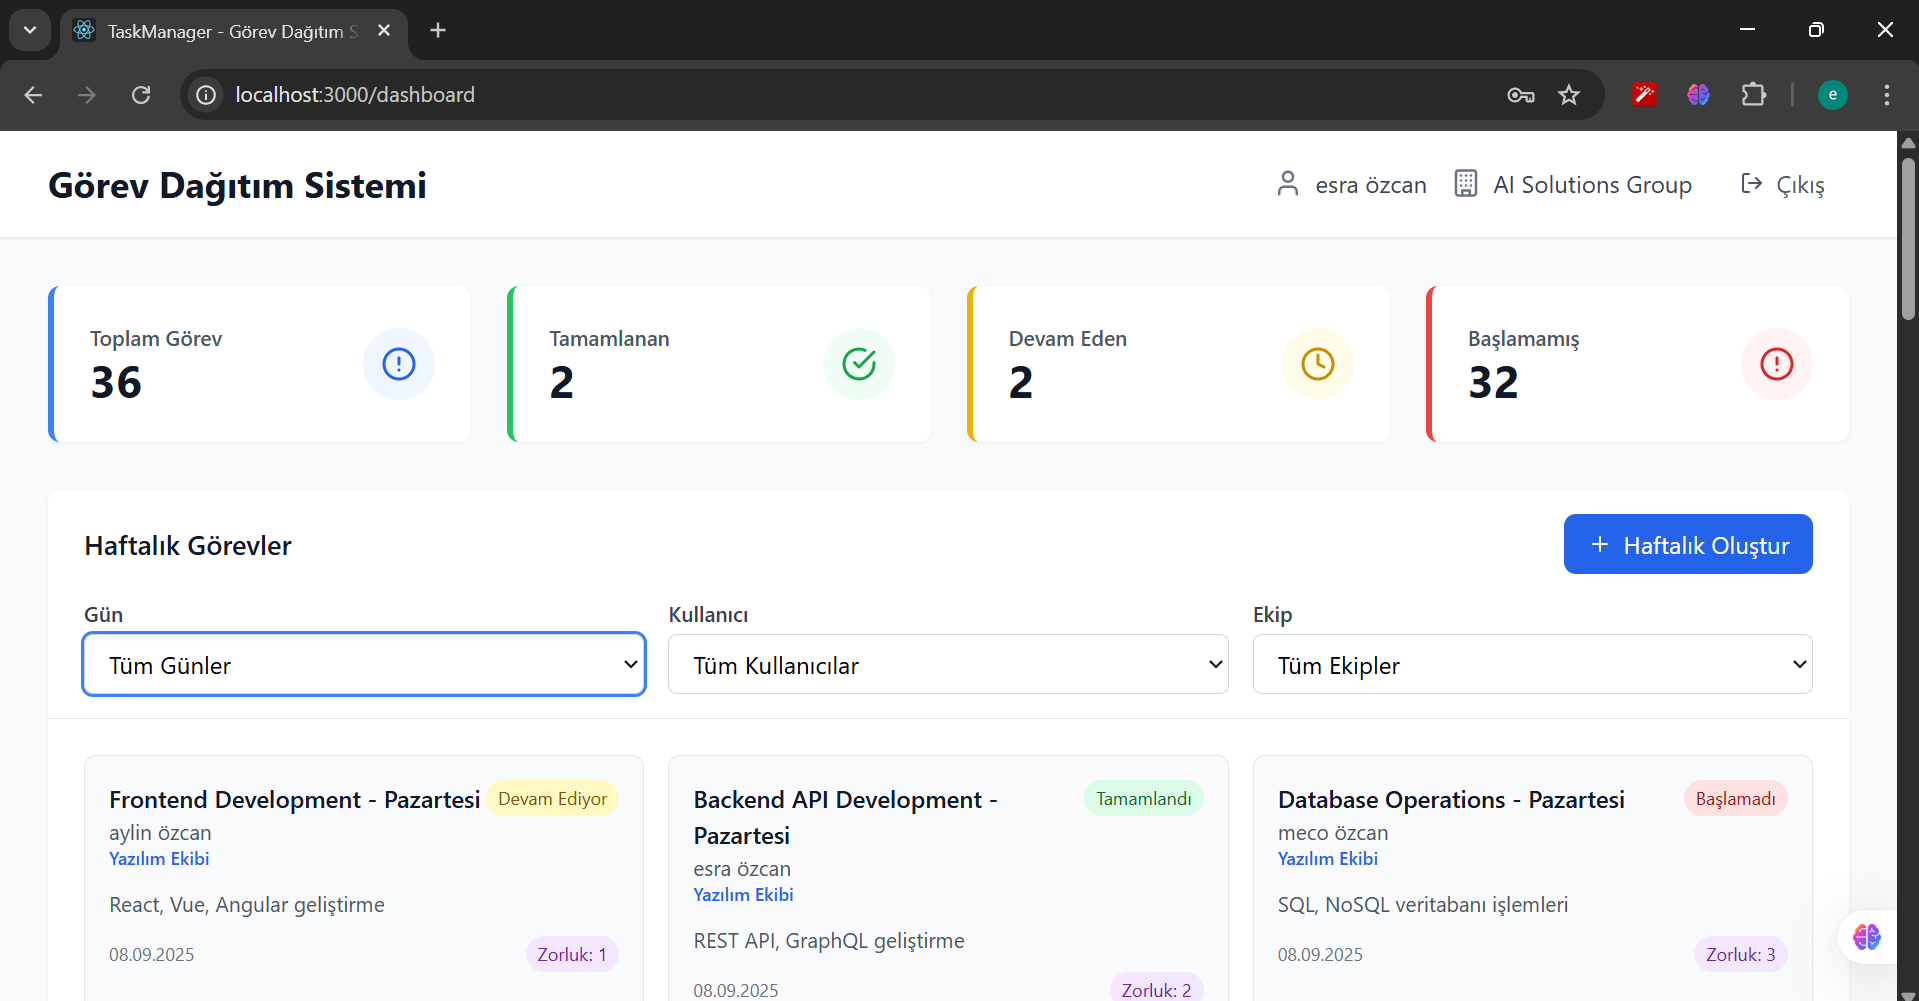 TaskManager - Görev Dağıtım S
localhost:3000/dashboard
e
Görev Dağıtım Sistemi
esra özcan
AI Solutions Group
Çıkış
Toplam Görev
36
Tamamlanan
2
Devam Eden
2
Başlamamış
32
Haftalık Görevler
+ Haftalık Oluştur
Gün
Tüm Günler
Kullanıcı
Tüm Kullanıcılar
Ekip
Tüm Ekipler
Frontend Development - Pazartesi
Devam Ediyor
aylin özcan
Yazılım Ekibi
React, Vue, Angular geliştirme
08.09.2025
Zorluk: 1
Backend API Development -
Pazartesi
Tamamlandı
esra özcan
Yazılım Ekibi
REST API, GraphQL geliştirme
08.09.2025
Zorluk: 2
Database Operations - Pazartesi
Başlamadı
meco özcan
Yazılım Ekibi
SQL, NoSQL veritabanı işlemleri
08.09.2025
Zorluk: 3